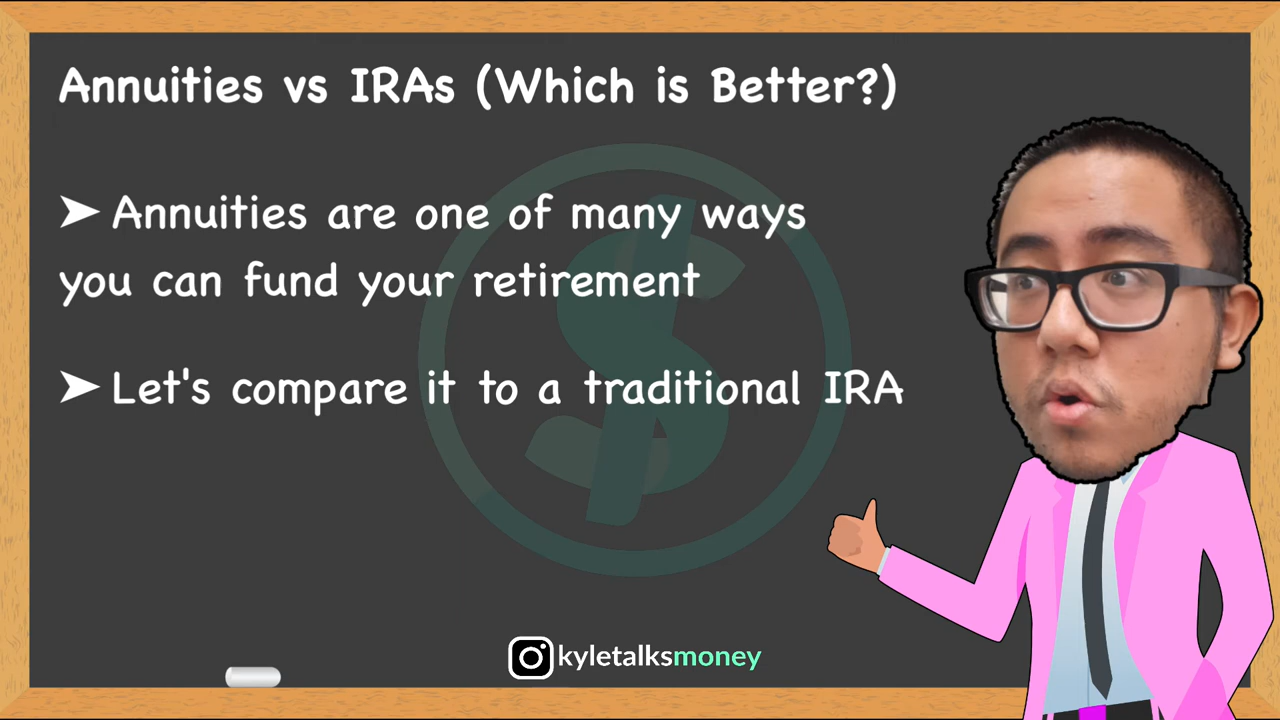 Annuities vs IRAs (Which is Better?)
➤ Annuities are one of many ways
you can fund your retirement
➤ Let's compare it to a traditional IRA
kyletalksmoney